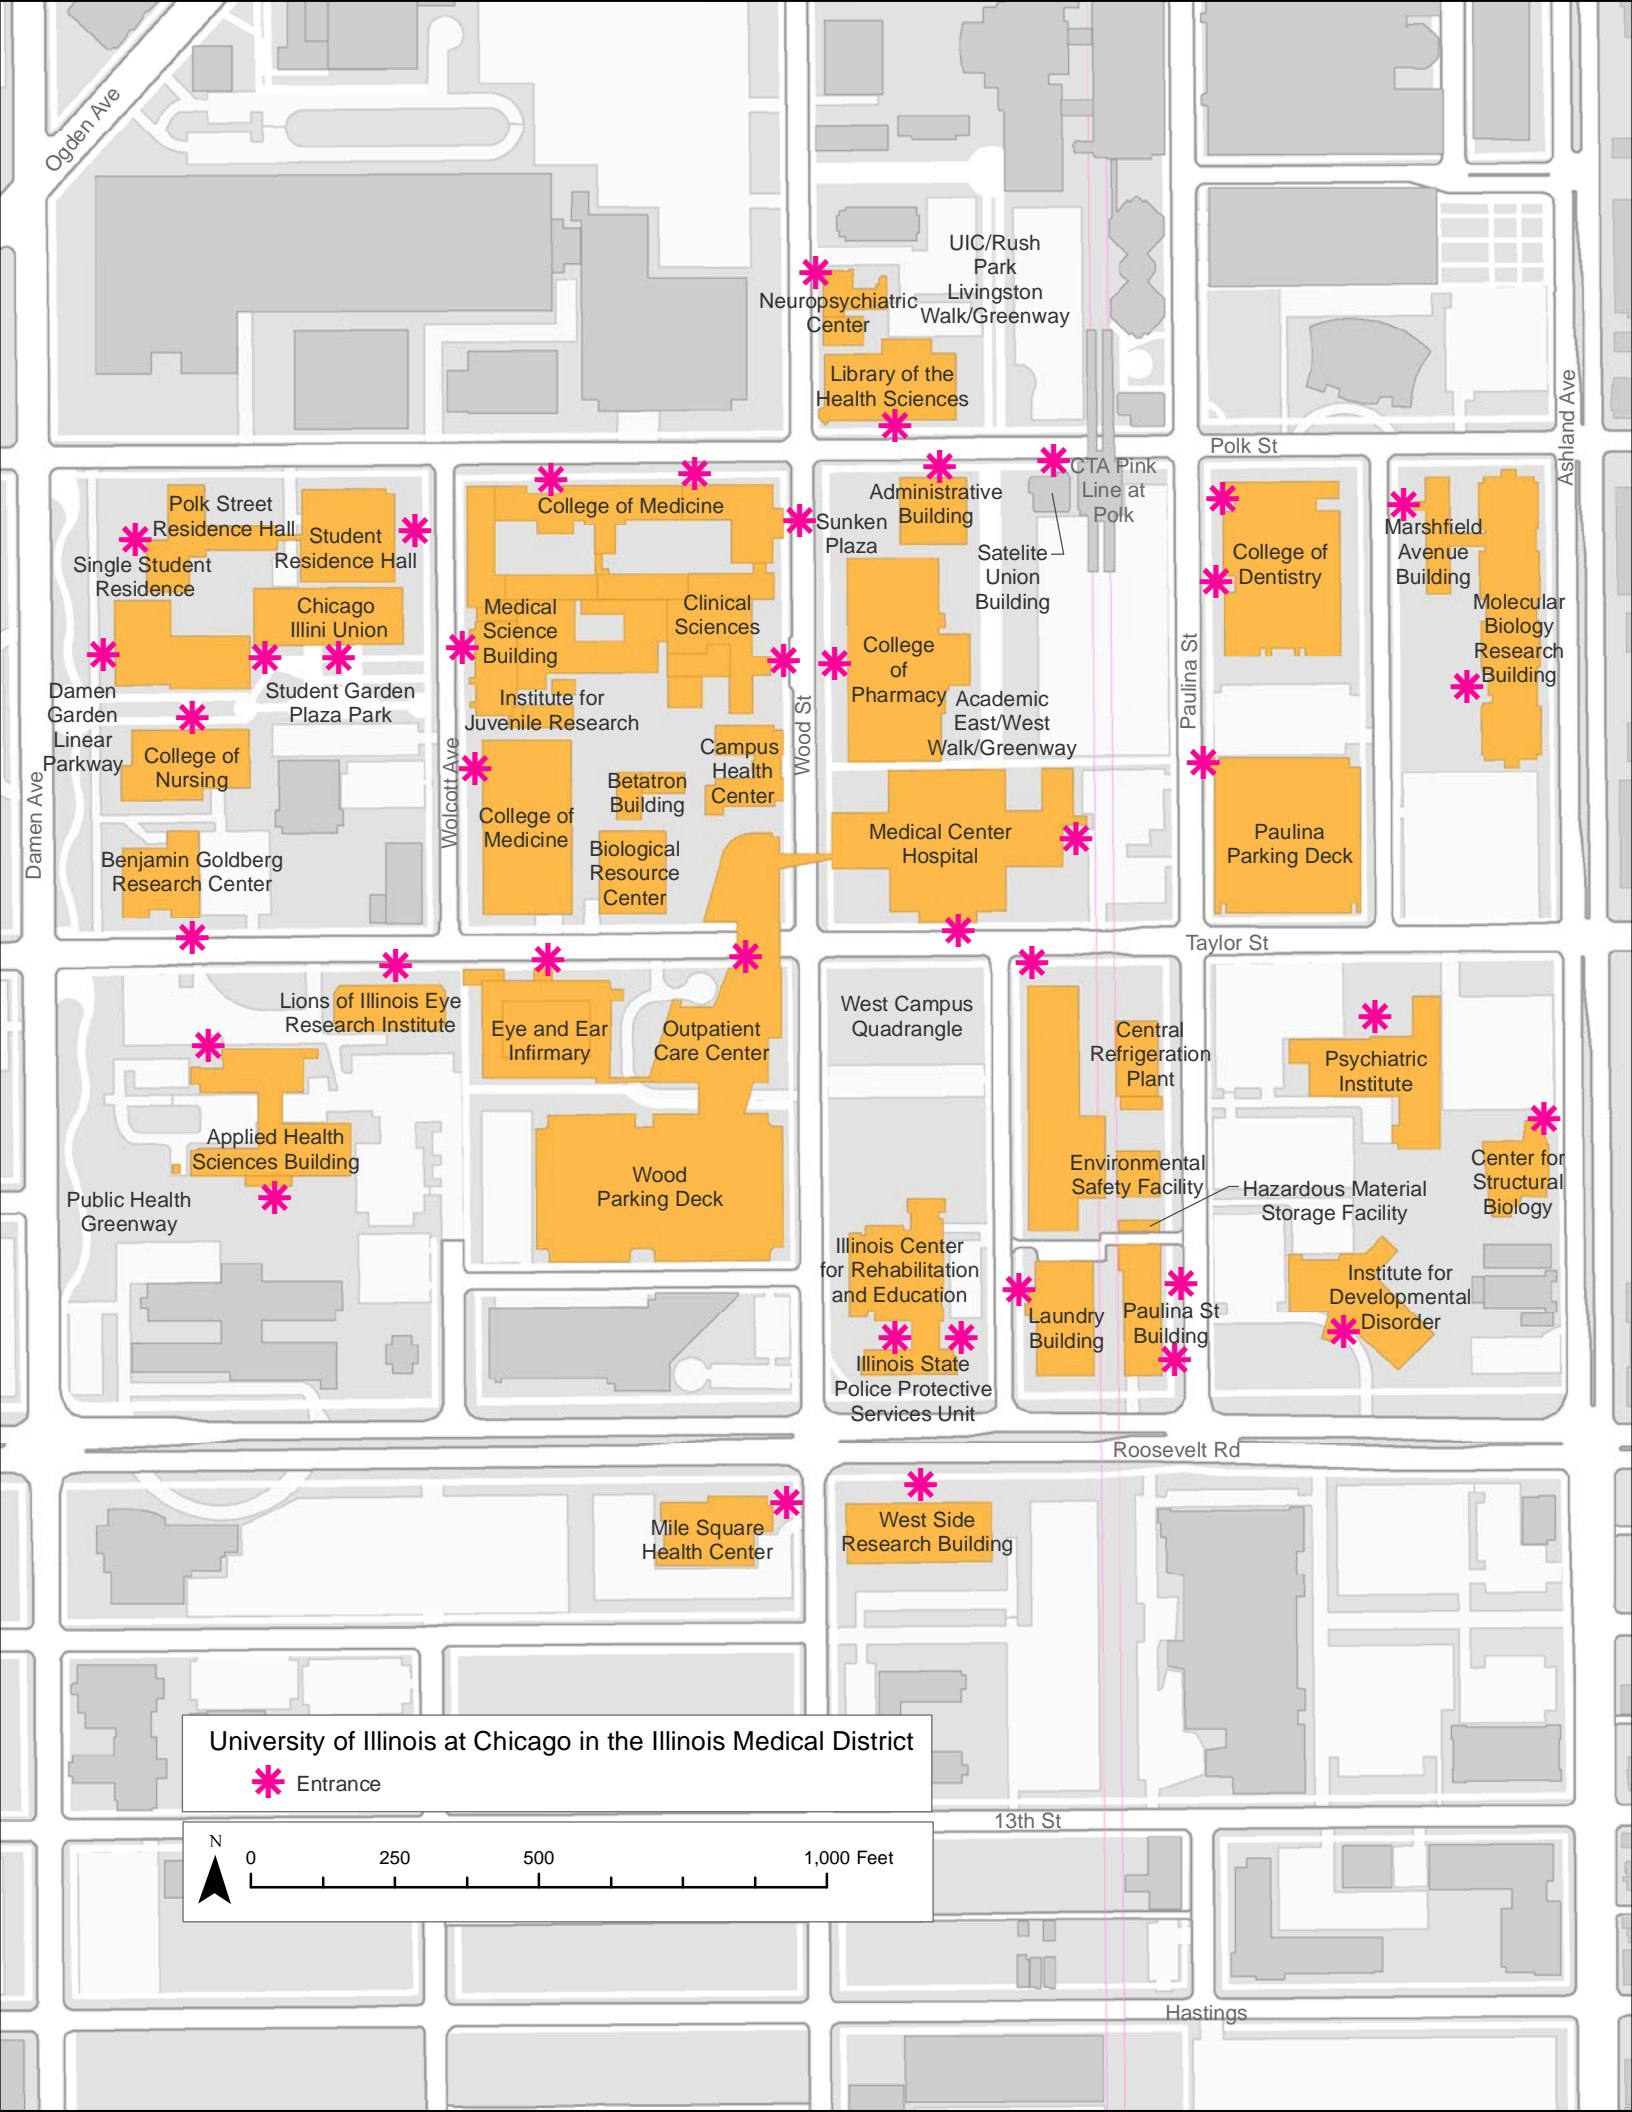 Ogden Ave
UIC/Rush
Park
Livingston
Walk/Greenway
Neuropsychiatric
Center
Library of the
Health Sciences
Ashland Ave
Polk St
CTA Pink
Line at
Polk
Administrative
Building
Polk Street
Residence Hall
Student
Residence Hall
Single Student
Residence
College of Medicine
Sunken
Plaza
Satelite
Union
Building
College of
Dentistry
Marshfield
Avenue
Building
Molecular
Biology
Research
Building
Chicago
Illini Union
Medical
Science
Building
Clinical
Sciences
College
of
Pharmacy
Paulina St
Damen
Garden
Linear
Parkway
Student Garden
Plaza Park
Institute for
Juvenile Research
Academic
East/West
Walk/Greenway
Wood St
College of
Nursing
Wolcott Ave
Damen Ave
Campus
Health
Center
Betatron
Building
College of
Medicine
Biological
Resource
Center
Medical Center
Hospital
Paulina
Parking Deck
Benjamin Goldberg
Research Center
Taylor St
Lions of Illinois Eye
Research Institute
Eye and Ear
Infirmary
Outpatient
Care Center
West Campus
Quadrangle
Central
Refrigeration
Plant
Psychiatric
Institute
Applied Health
Sciences Building
Public Health
Greenway
Wood
Parking Deck
Environmental
Safety Facility
Hazardous Material
Storage Facility
Center for
Structural
Biology
Illinois Center
for Rehabilitation
and Education
Laundry
Building
Paulina St
Building
Institute for
Developmental
Disorder
Illinois State
Police Protective
Services Unit
Roosevelt Rd
Mile Square
Health Center
West Side
Research Building
University of Illinois at Chicago in the Illinois Medical District
Entrance
13th St
N
0 250 500 1,000 Feet
Hastings